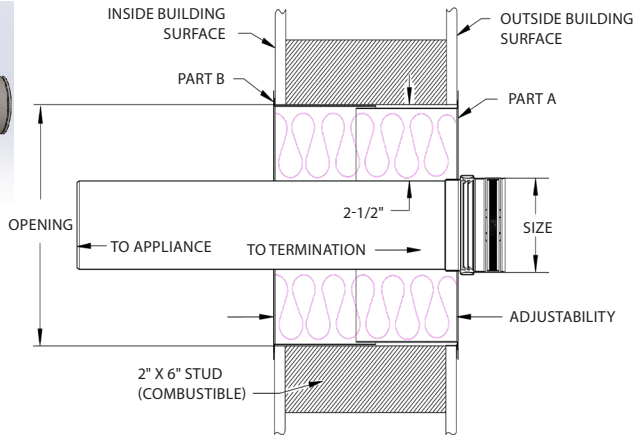 INSIDE BUILDING
SURFACE
OUTSIDE BUILDING
SURFACE
PART B
PART A
2-1/2"
OPENING
SIZE
TO APPLIANCE
TO TERMINATION
ADJUSTABILITY
2" X 6" STUD
(COMBUSTIBLE)